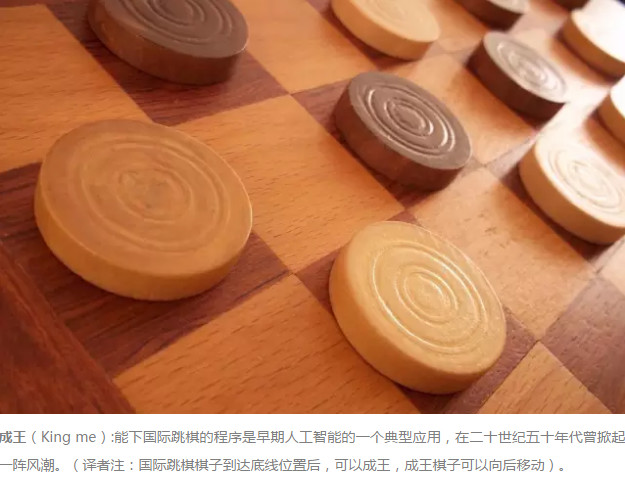 成王（King me）:能下国际跳棋的程序是早期人工智能的一个典型应用，在二十世纪五十年代曾掀起
一阵风潮。（译者注：国际跳棋棋子到达底线位置后，可以成王，成王棋子可以向后移动）。